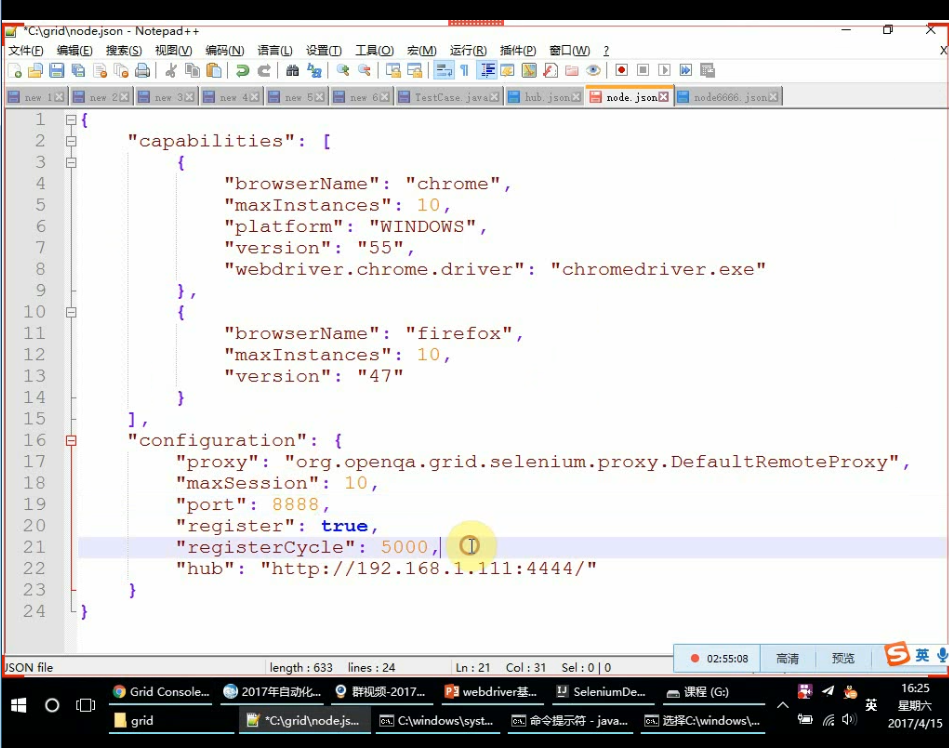 *C:\grid\node.json - Notepad++
文件(F) 编辑(E) 搜索(S) 视图(V) 编码(N) 语言(L) 设置(T) 工具(O) 宏(M) 运行(R) 插件(P) 窗口(W) ? X
new 1 new 2 new 3 new 4 new 5 new 6 TestCase.java hub.json node.json node6666.json
1 {
2 "capabilities": [
3 {
4 "browserName": "chrome",
5 "maxInstances": 10,
6 "platform": "WINDOWS",
7 "version": "55",
8 "webdriver.chrome.driver": "chromedriver.exe"
9 },
10 {
11 "browserName": "firefox",
12 "maxInstances": 10,
13 "version": "47"
14 }
15 ],
16 "configuration": {
17 "proxy": "org.openqa.grid.selenium.proxy.DefaultRemoteProxy",
18 "maxSession": 10,
19 "port": 8888,
20 "register": true,
21 "registerCycle": 5000,
22 "hub": "http://192.168.1.111:4444/"
23 }
24 }
JSON file length : 633 lines : 24 Ln : 21 Col : 31 Sel : 0 | 0
02:55:08 高清 预览 英
Grid Console... 2017年自动化... 群视频-2017... webdriver基... SeleniumDe... 课程 (G:)
grid *C:\grid\node.js... C:\windows\syst... 命令提示符 - java... 选择C:\windows\...
英
16:25
星期六
2017/4/15